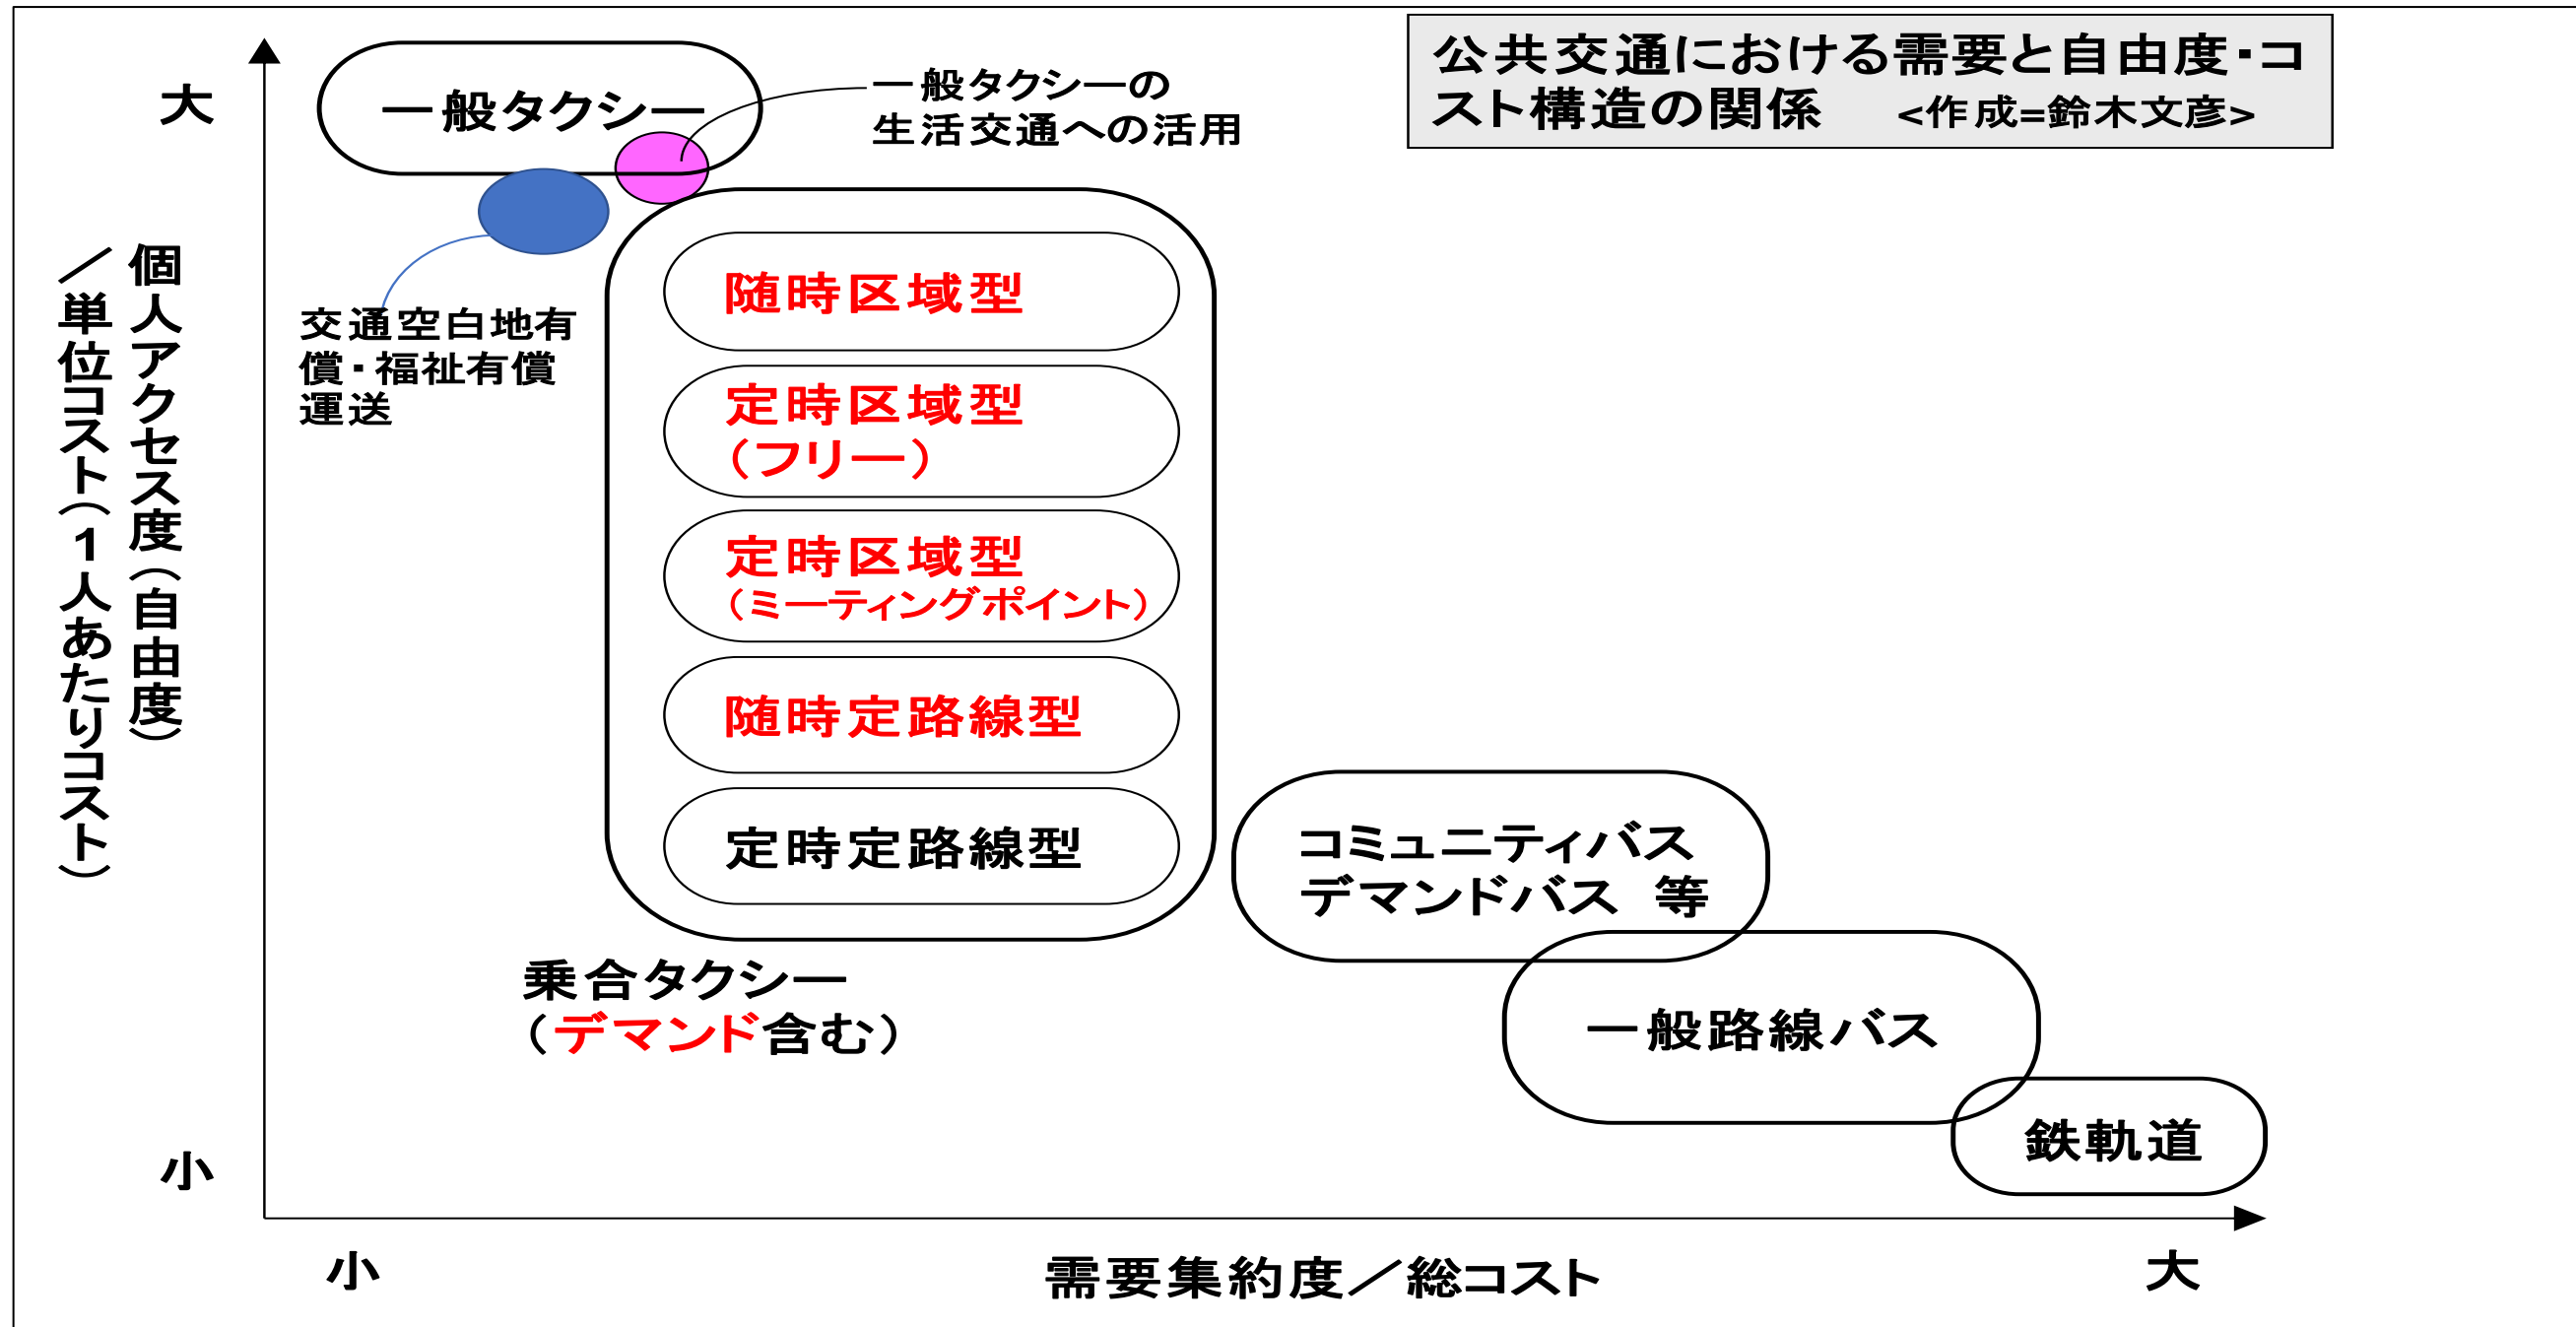 公共交通における需要と自由度・コ
スト構造の関係　<作成=鈴木文彦>
大
一般タクシー
一般タクシーの
生活交通への活用
個人アクセス度（自由度）
／単位コスト（１人あたりコスト）
交通空白地有
償・福祉有償
運送
随時区域型
定時区域型
（フリー）
定時区域型
（ミーティングポイント）
随時定路線型
定時定路線型
乗合タクシー
（デマンド含む）
コミュニティバス
デマンドバス　等
一般路線バス
鉄軌道
小
小
需要集約度／総コスト
大